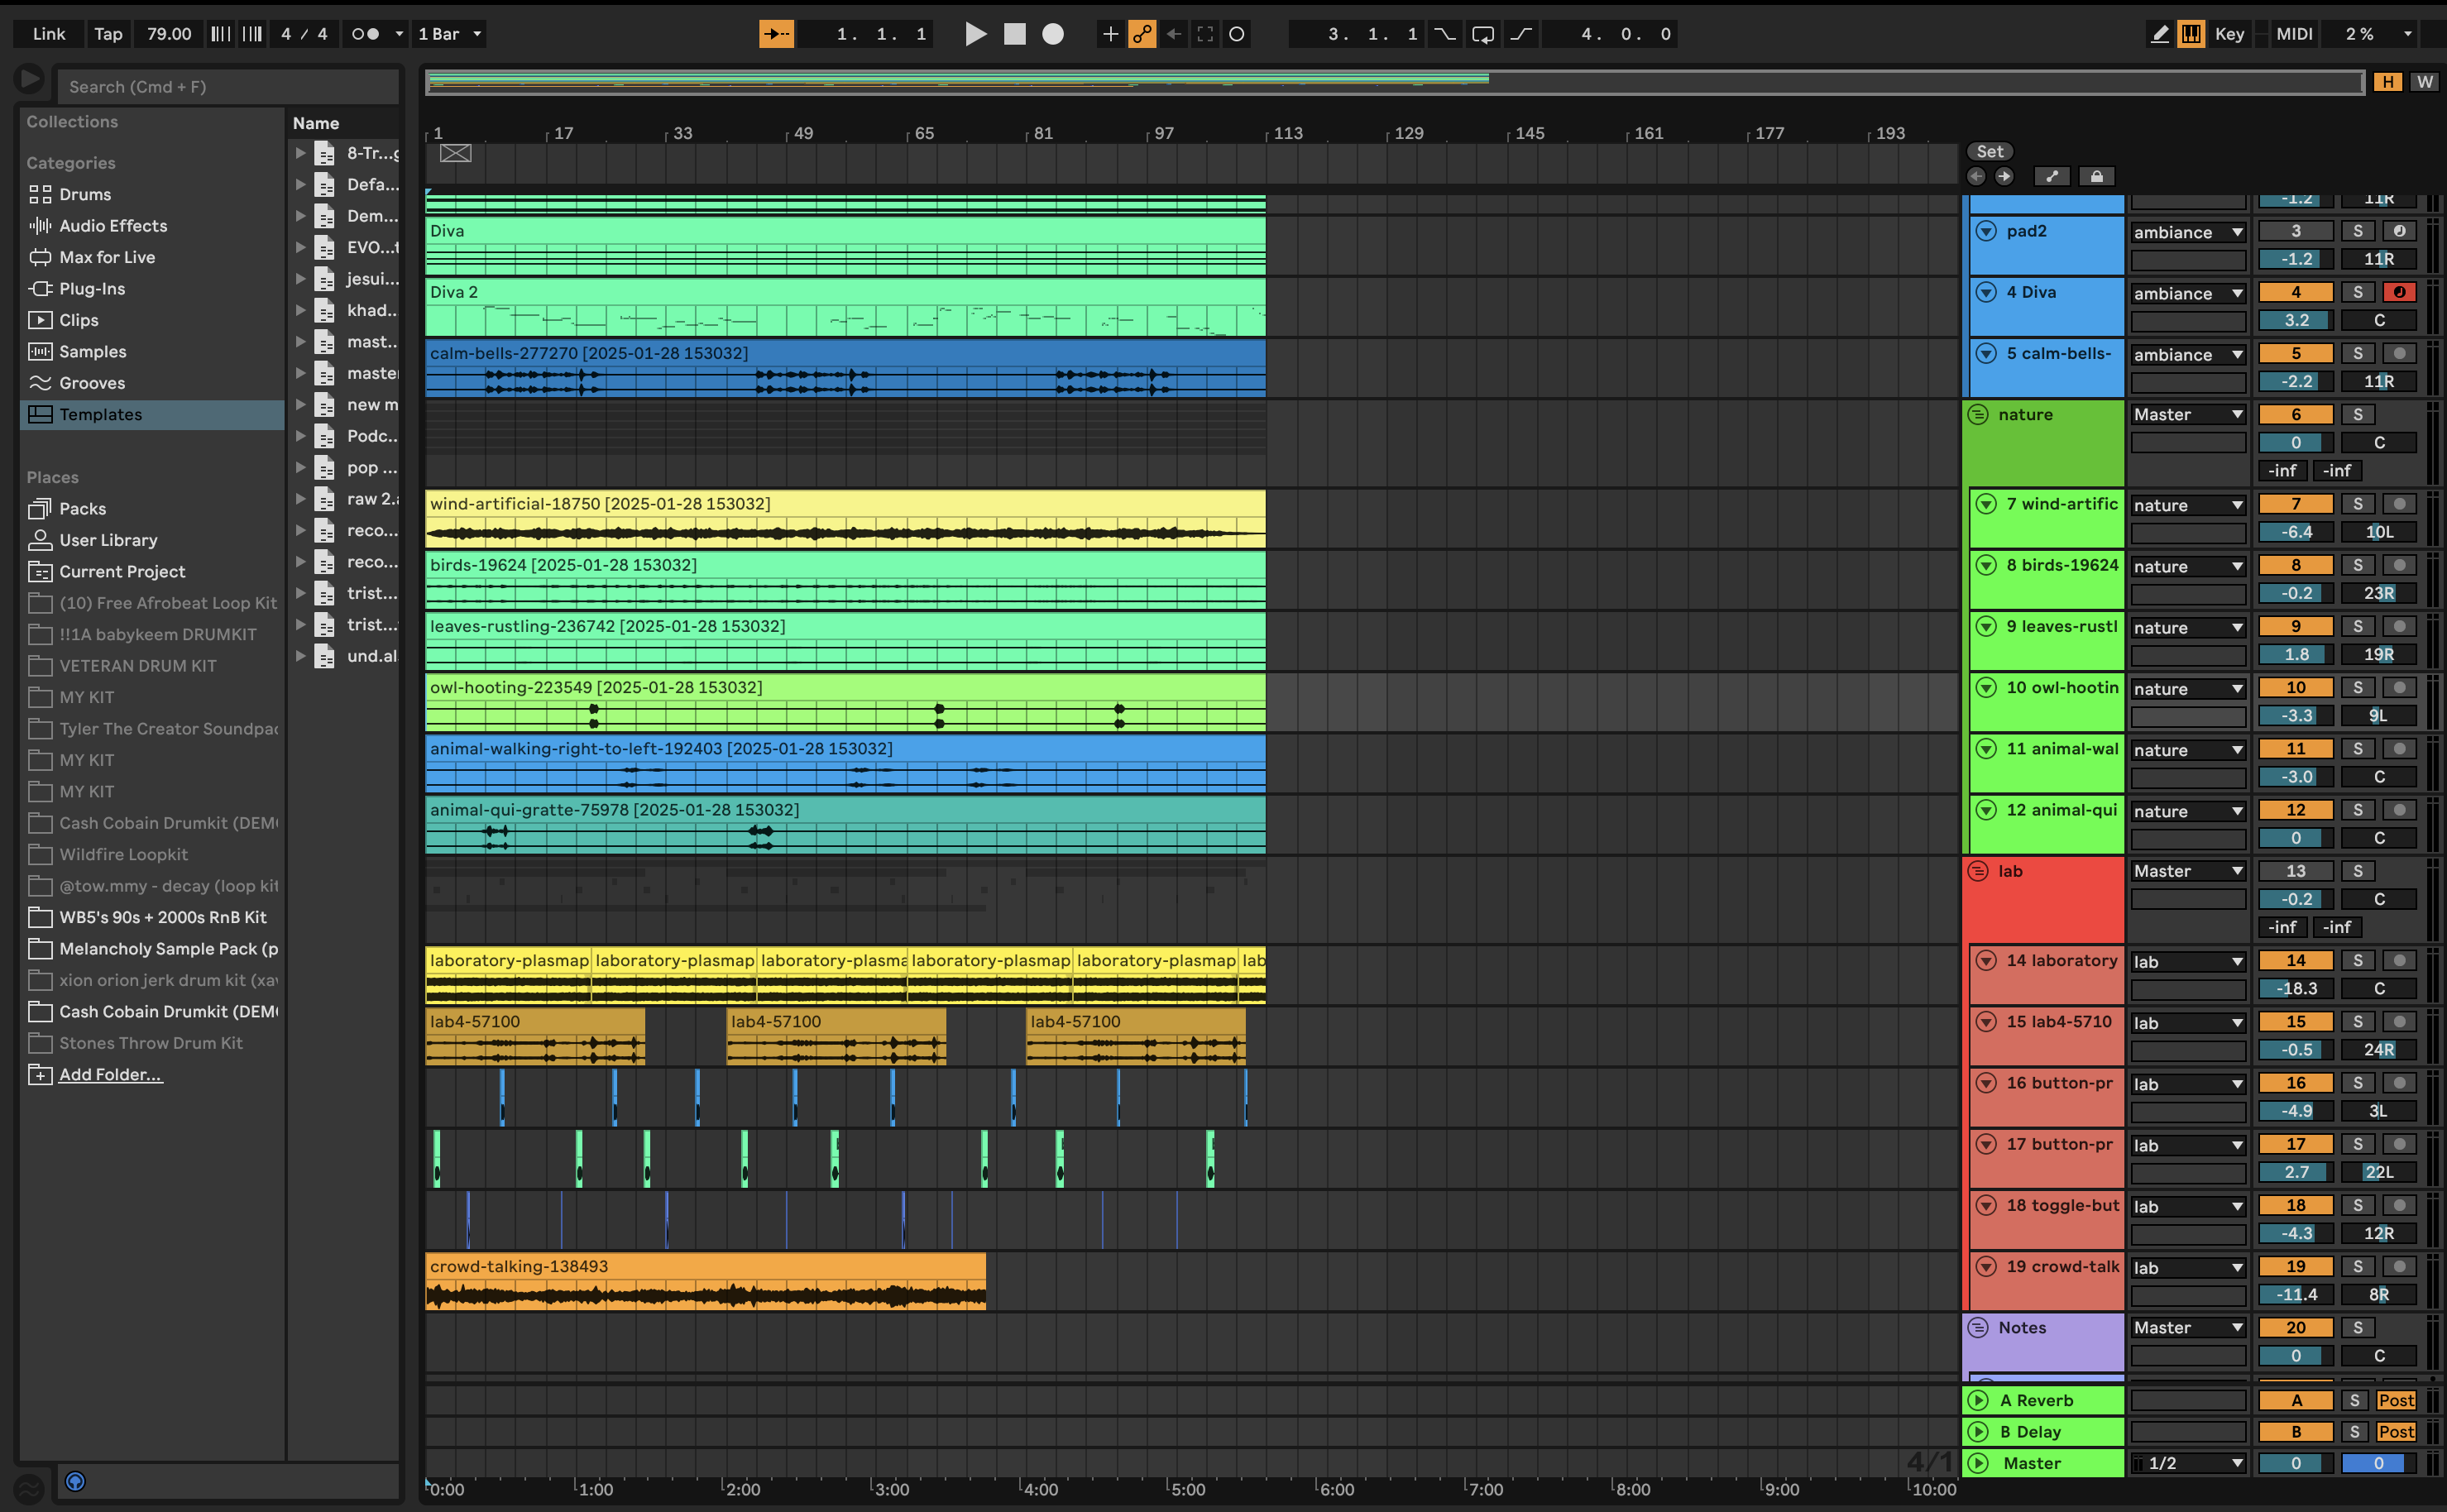 Link Tap 79.00 4 / 4 1 Bar 1. 1. 1 3. 1. 1 4. 0. 0 Key MIDI 2 %
Search (Cmd + F)
H W
Collections
Categories
Drums
Audio Effects
Max for Live
Plug-Ins
Clips
Samples
Grooves
Templates
Places
Packs
User Library
Current Project
(10) Free Afrobeat Loop Kit
!!1A babykeem DRUMKIT
VETERAN DRUM KIT
MY KIT
Tyler The Creator Soundpac
MY KIT
MY KIT
Cash Cobain Drumkit (DEM
Wildfire Loopkit
@tow.mmy - decay (loop kit
WB5's 90s + 2000s RnB Kit
Melancholy Sample Pack (p
xion orion jerk drum kit (xav
Cash Cobain Drumkit (DEM
Stones Throw Drum Kit
Add Folder...
Name
8-Tr...g
Defa...
Dem...
EVO...t
jesui...
khad..
mast..
master
new m
Podc..
pop ...
raw 2.a
reco...
reco...
trist...
trist...
und.al
1 17 33 49 65 81 97 113 129 145 161 177 193
Set
-1.2 11R
Diva
pad2 ambiance 3 S
-1.2 11R
Diva 2
4 Diva ambiance 4 S
3.2 C
calm-bells-277270 [2025-01-28 153032]
5 calm-bells- ambiance 5 S
-2.2 11R
nature Master 6 S
0 C
-inf -inf
wind-artificial-18750 [2025-01-28 153032]
7 wind-artific nature 7 S
-6.4 10L
birds-19624 [2025-01-28 153032]
8 birds-19624 nature 8 S
-0.2 23R
leaves-rustling-236742 [2025-01-28 153032]
9 leaves-rustl nature 9 S
1.8 19R
owl-hooting-223549 [2025-01-28 153032]
10 owl-hootin nature 10 S
-3.3 9L
animal-walking-right-to-left-192403 [2025-01-28 153032]
11 animal-wal nature 11 S
-3.0 C
animal-qui-gratte-75978 [2025-01-28 153032]
12 animal-qui nature 12 S
0 C
lab Master 13 S
-0.2 C
-inf -inf
laboratory-plasmap laboratory-plasmap laboratory-plasma laboratory-plasmap laboratory-plasmap lab
14 laboratory lab 14 S
-18.3 C
lab4-57100 lab4-57100 lab4-57100
15 lab4-5710 lab 15 S
-0.5 24R
16 button-pr lab 16 S
-4.9 3L
17 button-pr lab 17 S
2.7 22L
18 toggle-but lab 18 S
-4.3 12R
crowd-talking-138493
19 crowd-talk lab 19 S
-11.4 8R
Notes Master 20 S
0 C
A Reverb A S Post
B Delay B S Post
4/1
Master 1/2 0 0
0:00 1:00 2:00 3:00 4:00 5:00 6:00 7:00 8:00 9:00 10:00